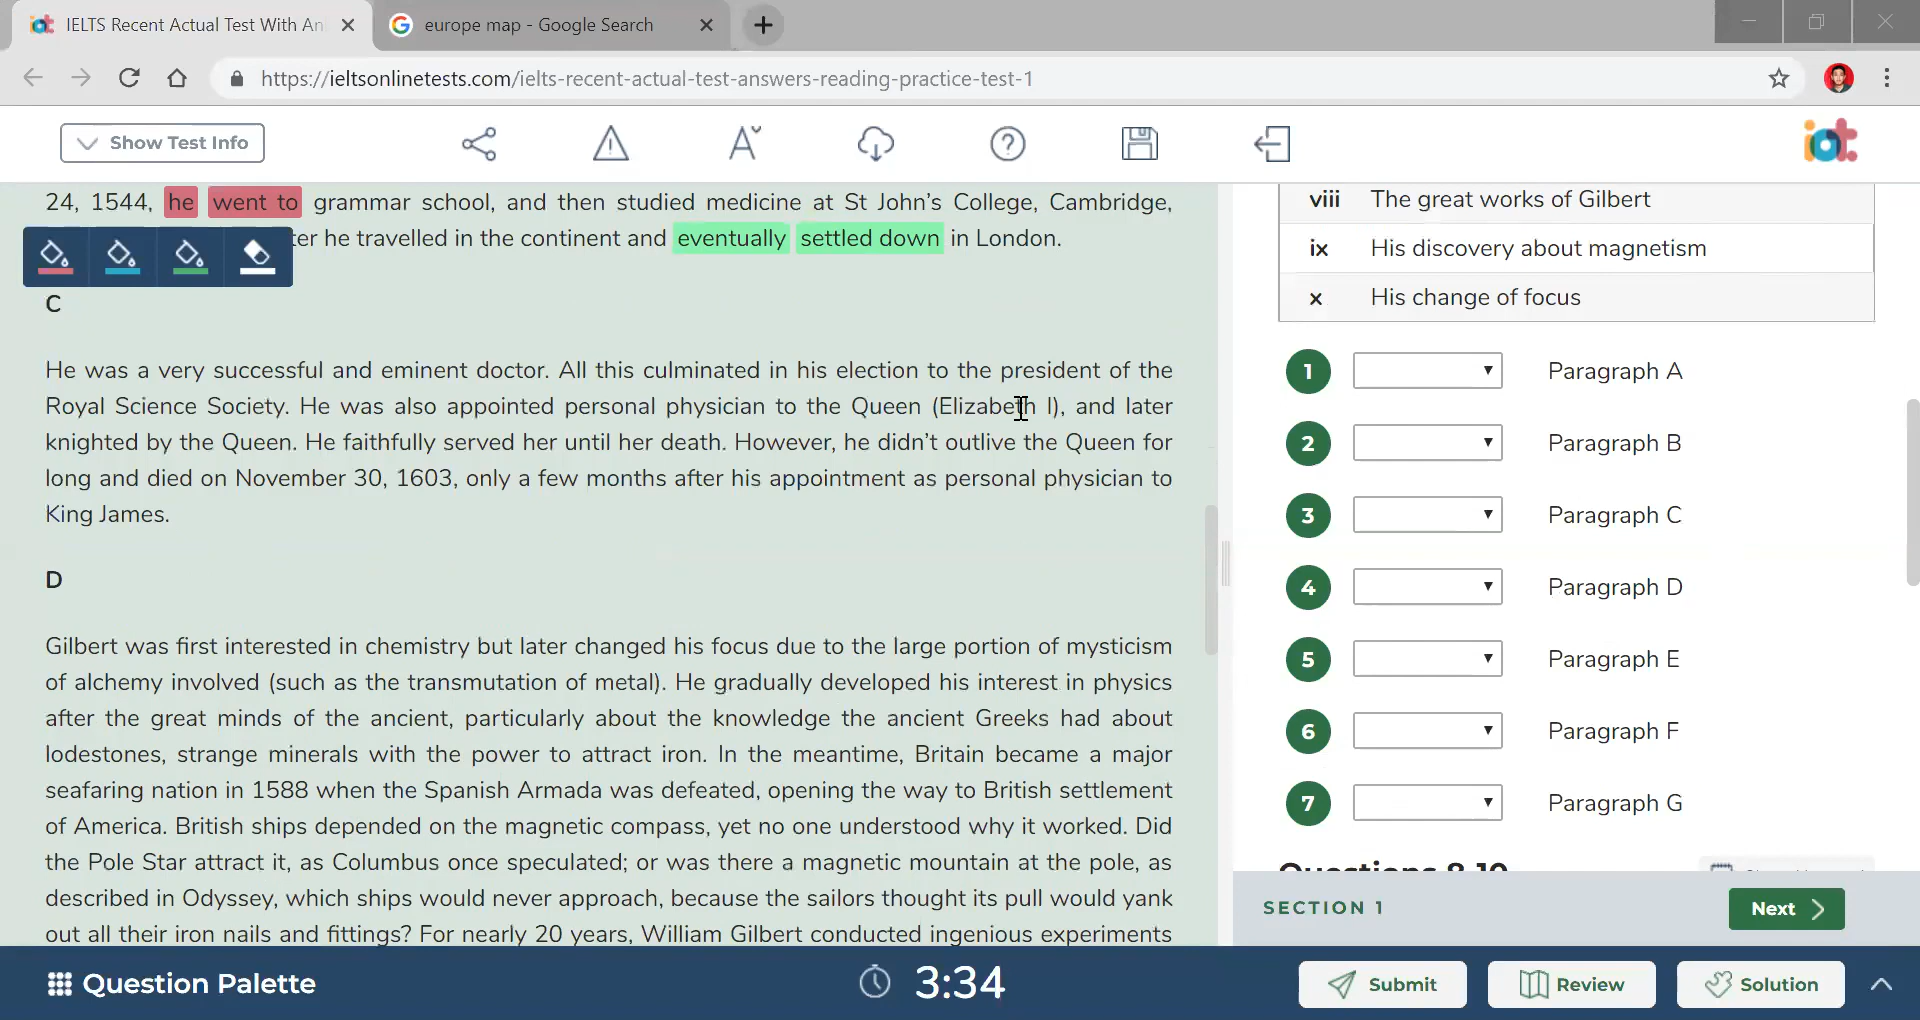 IELTS Recent Actual Test With An
europe map - Google Search
https://ieltsonlinetests.com/ielts-recent-actual-test-answers-reading-practice-test-1
Show Test Info
iot
24, 1544, he went to grammar school, and then studied medicine at St John's College, Cambridge,
ter he travelled in the continent and eventually settled down in London.
C
He was a very successful and eminent doctor. All this culminated in his election to the president of the
Royal Science Society. He was also appointed personal physician to the Queen (Elizabeth I), and later
knighted by the Queen. He faithfully served her until her death. However, he didn't outlive the Queen for
long and died on November 30, 1603, only a few months after his appointment as personal physician to
King James.
D
Gilbert was first interested in chemistry but later changed his focus due to the large portion of mysticism
of alchemy involved (such as the transmutation of metal). He gradually developed his interest in physics
after the great minds of the ancient, particularly about the knowledge the ancient Greeks had about
lodestones, strange minerals with the power to attract iron. In the meantime, Britain became a major
seafaring nation in 1588 when the Spanish Armada was defeated, opening the way to British settlement
of America. British ships depended on the magnetic compass, yet no one understood why it worked. Did
the Pole Star attract it, as Columbus once speculated; or was there a magnetic mountain at the pole, as
described in Odyssey, which ships would never approach, because the sailors thought its pull would yank
out all their iron nails and fittings? For nearly 20 years, William Gilbert conducted ingenious experiments
viii The great works of Gilbert
ix His discovery about magnetism
x His change of focus
1 Paragraph A
2 Paragraph B
3 Paragraph C
4 Paragraph D
5 Paragraph E
6 Paragraph F
7 Paragraph G
Questions 8-10
SECTION 1
Next
Question Palette
3:34
Submit
Review
Solution